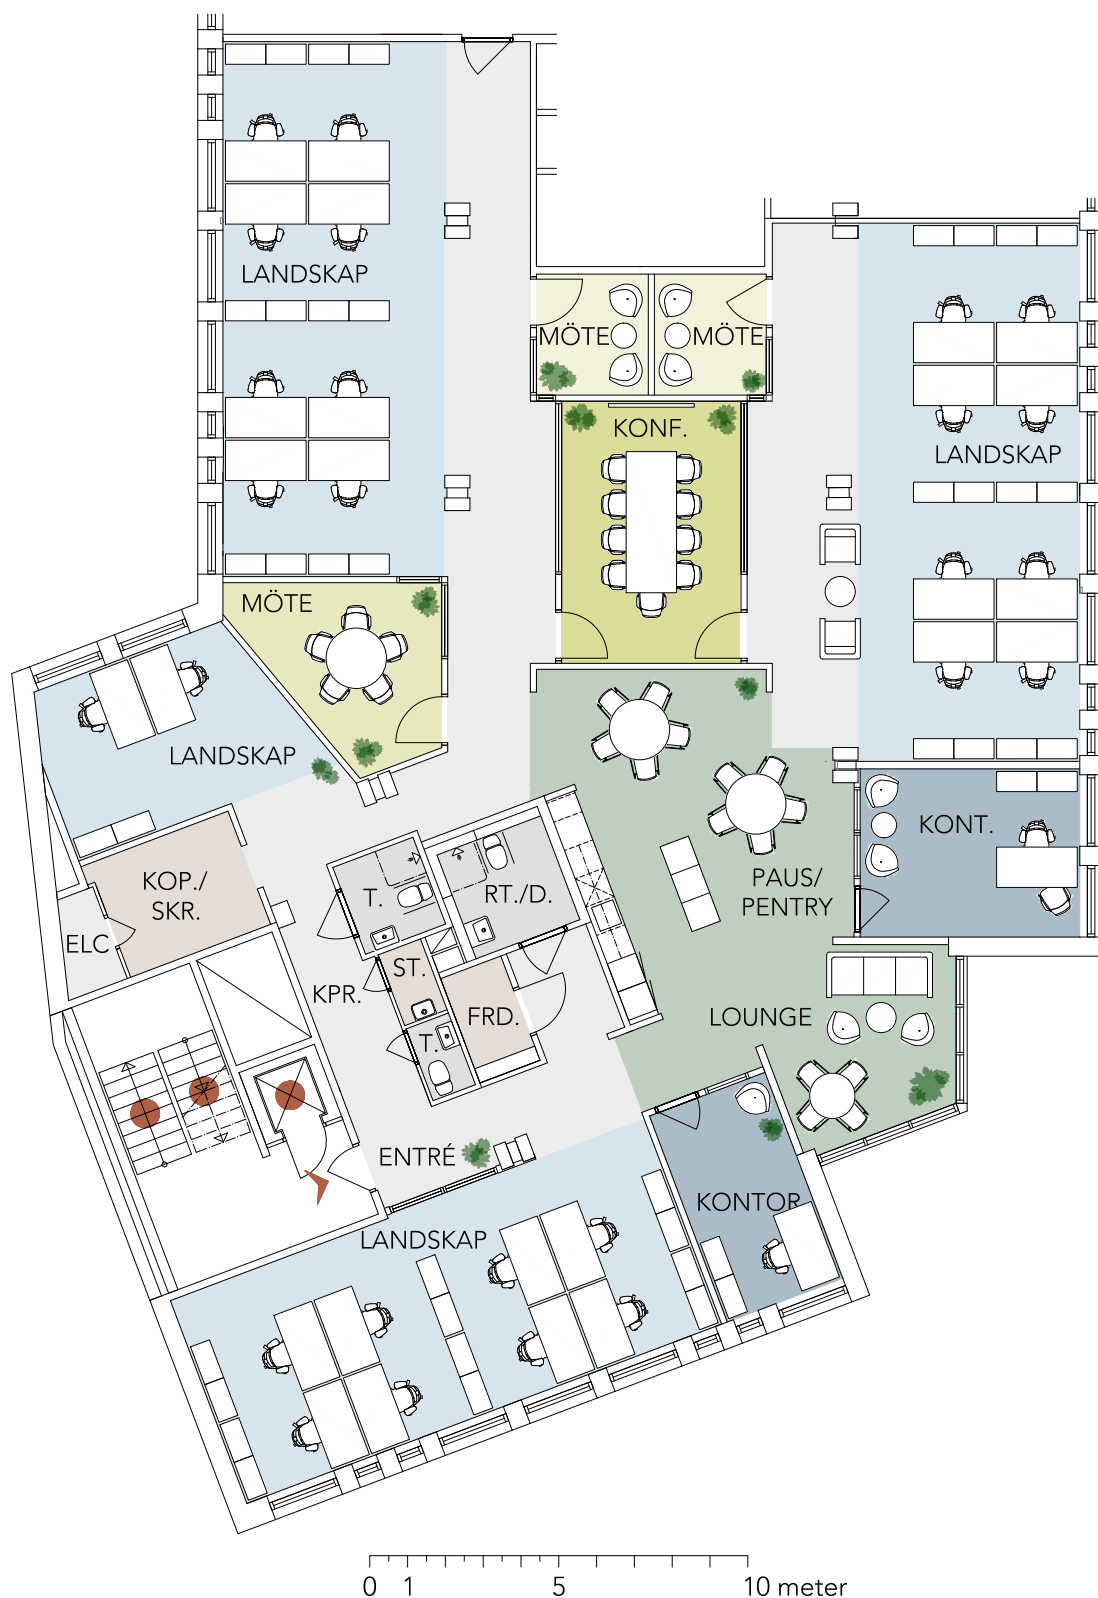 LANDSKAP
MÖTE
MÖTE
KONF.
LANDSKAP
MÖTE
LANDSKAP
KONT.
KOP./
SKR.
T.
RT./D.
PAUS/
PENTRY
ELC
ST.
KPR.
FRD.
LOUNGE
T.
ENTRÉ
KONTOR
LANDSKAP
0 1 5 10 meter